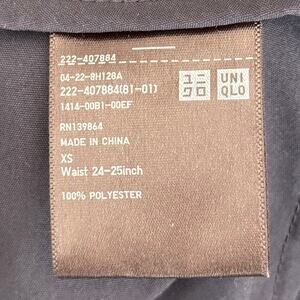 222-407884
04-22-8H128A
222-407884(81-01)
1414-00B1-00EF
ユニ
クロ
UNI
QLO
RN139864
MADE IN CHINA
XS
Waist 24-25inch
100% POLYESTER